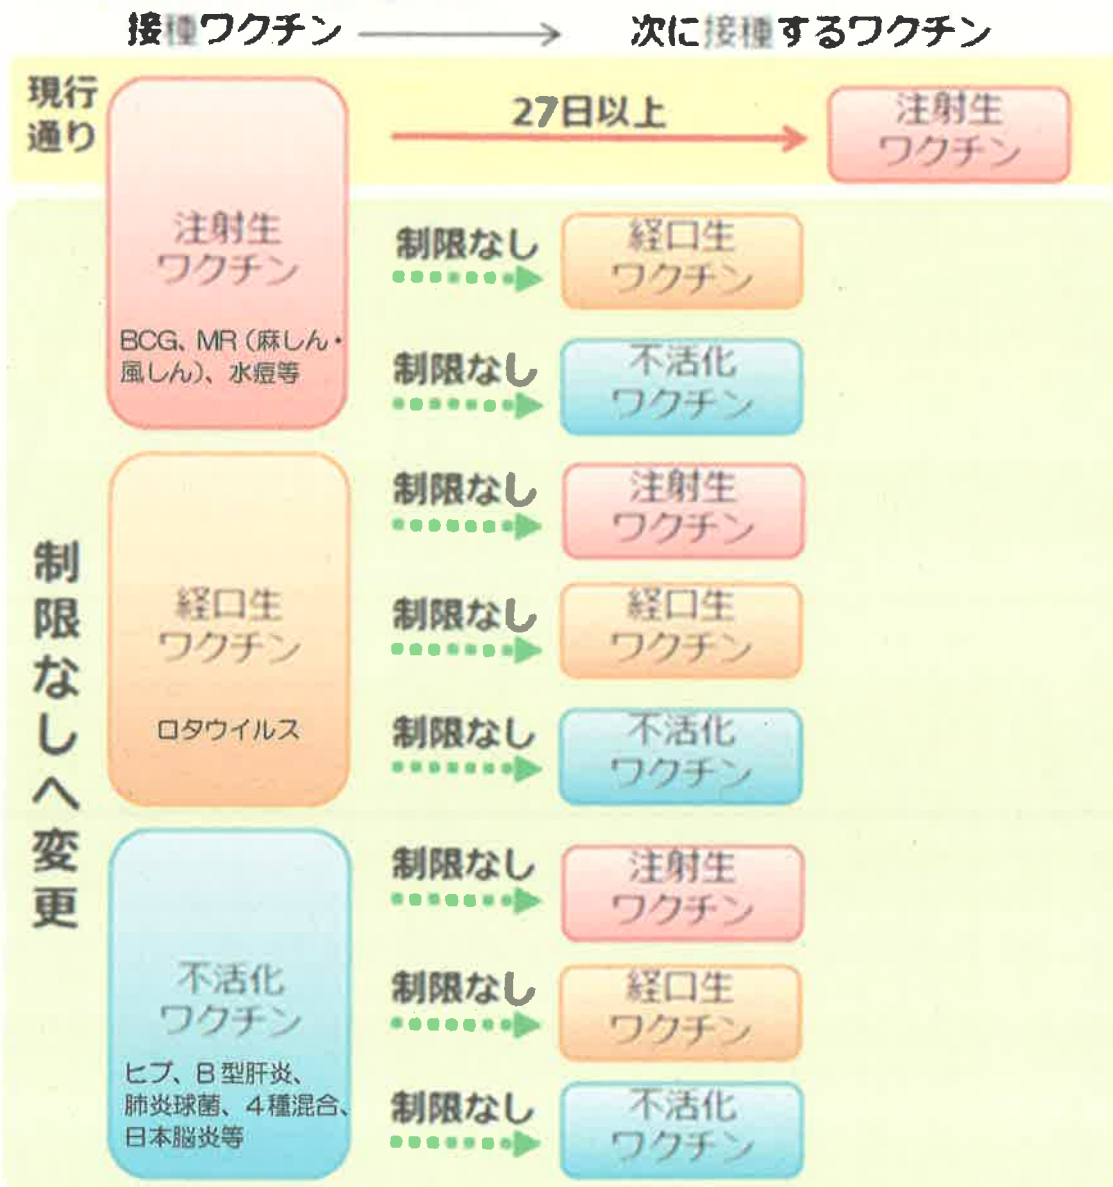 接種ワクチン
次に接種するワクチン
現行
通り
27日以上
注射生
ワクチン
注射生
ワクチン
BCG、MR(麻しん・
風しん)、水痘等
制限なし
経口生
ワクチン
制限なし
不活化
ワクチン
制限なしへ変更
経口生
ワクチン
ロタウイルス
制限なし
注射生
ワクチン
制限なし
経口生
ワクチン
制限なし
不活化
ワクチン
不活化
ワクチン
ヒブ、B型肝炎、
肺炎球菌、4種混合、
日本脳炎等
制限なし
注射生
ワクチン
制限なし
経口生
ワクチン
制限なし
不活化
ワクチン